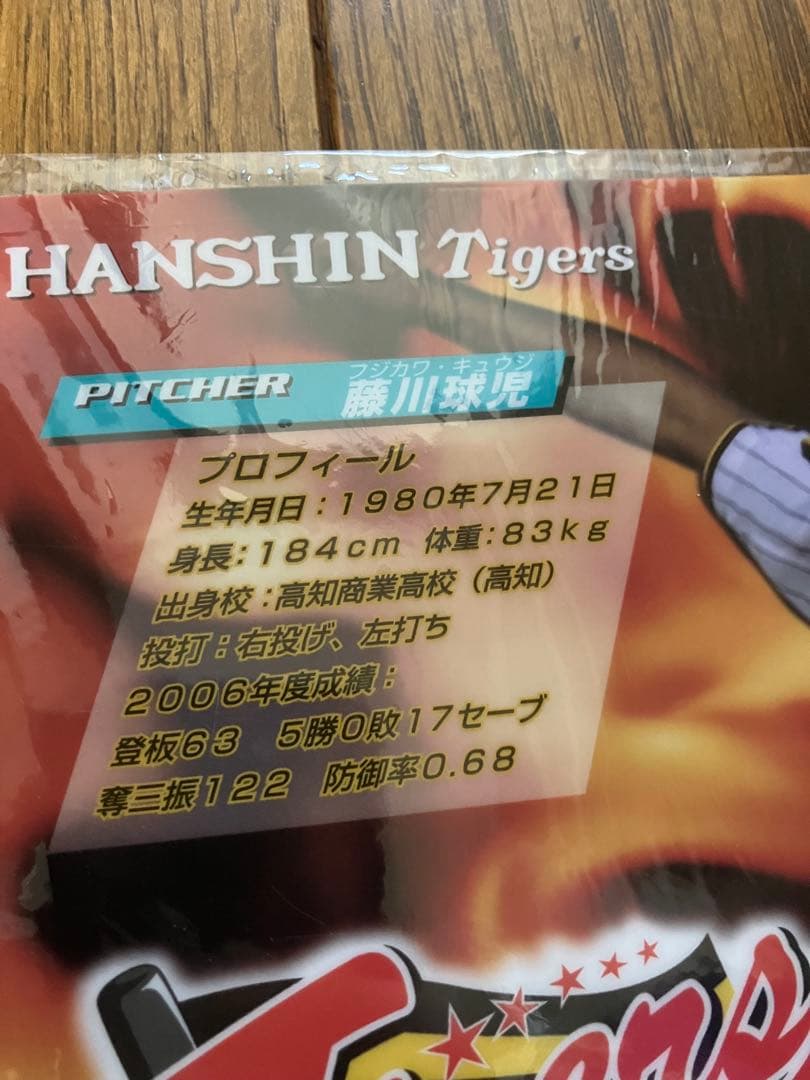 HANSHIN Tigers
フジカワ・キュウジ
PITCHER 藤川球児
プロフィール
生年月日：1980年7月21日
身長：184cm 体重：83kg
出身校：高知商業高校（高知）
投打：右投げ、左打ち
2006年度成績：
登板63 5勝0敗17セーブ
奪三振122 防御率0.68